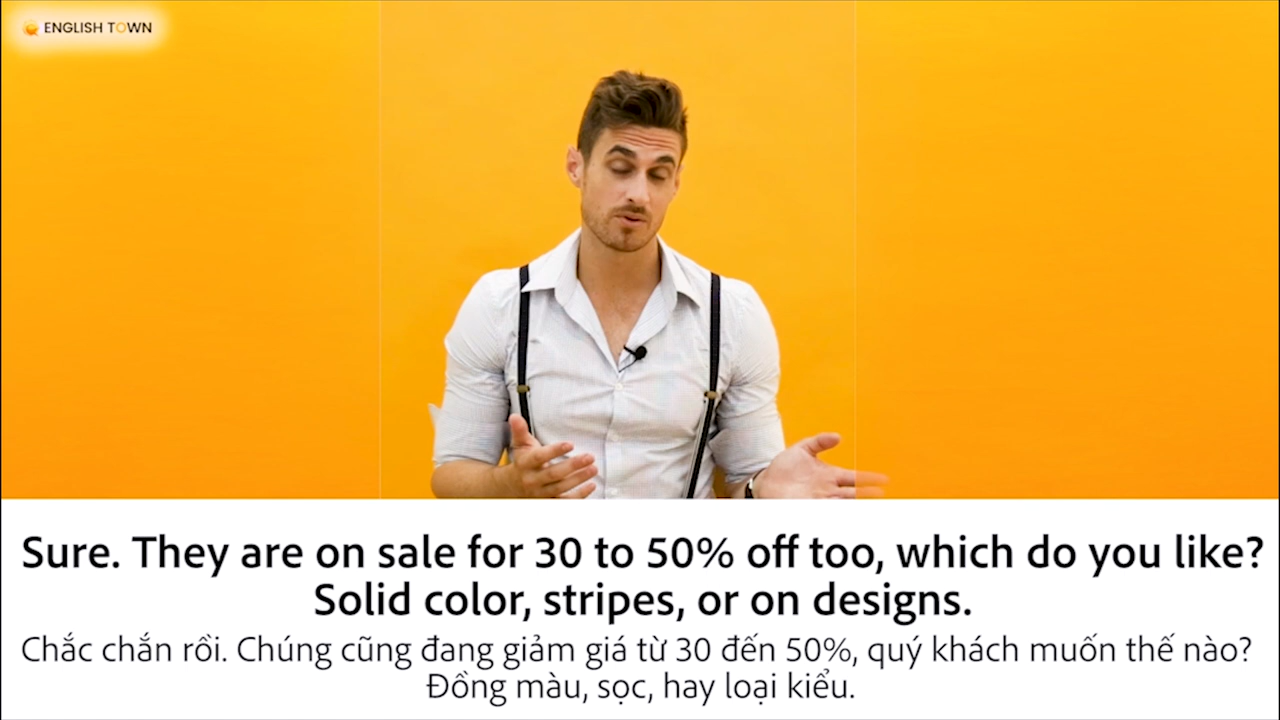 ENGLISH TOWN
Sure. They are on sale for 30 to 50% off too, which do you like?
Solid color, stripes, or on designs.
Chắc chắn rồi. Chúng cũng đang giảm giá từ 30 đến 50%, quý khách muốn thế nào?
Đồng màu, sọc, hay loại kiểu.